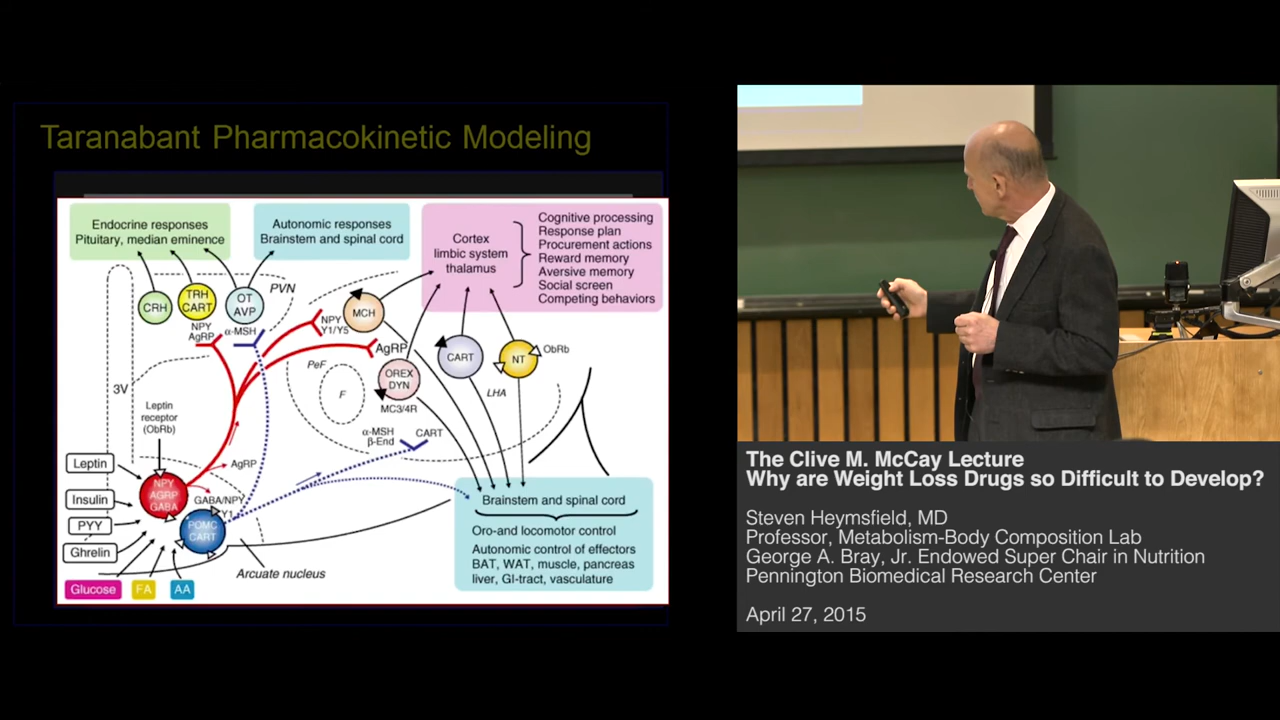 Taranabant Pharmacokinetic Modeling
Endocrine responses
Pituitary, median eminence
Autonomic responses
Brainstem and spinal cord
Cortex
limbic system
thalamus
Cognitive processing
Response plan
Procurement actions
Reward memory
Aversive memory
Social screen
Competing behaviors
PVN
CRH
TRH
CART
OT
AVP
NPY
AgRP
α-MSH
NPY
Y1/Y5
MCH
AgRP
CART
NT
ObRb
PeF
F
OREX
DYN
LHA
MC3/4R
3V
Leptin
receptor
(ObRb)
α-MSH
β-End
CART
Leptin
Insulin
PYY
Ghrelin
NPY
AGRP
GABA
AgRP
GABA/NPY
Y1
POMC
CART
Arcuate nucleus
Glucose
FA
AA
Brainstem and spinal cord
Oro-and locomotor control
Autonomic control of effectors
BAT, WAT, muscle, pancreas
liver, GI-tract, vasculature
The Clive M. McCay Lecture
Why are Weight Loss Drugs so Difficult to Develop?
Steven Heymsfield, MD
Professor, Metabolism-Body Composition Lab
George A. Bray, Jr. Endowed Super Chair in Nutrition
Pennington Biomedical Research Center
April 27, 2015